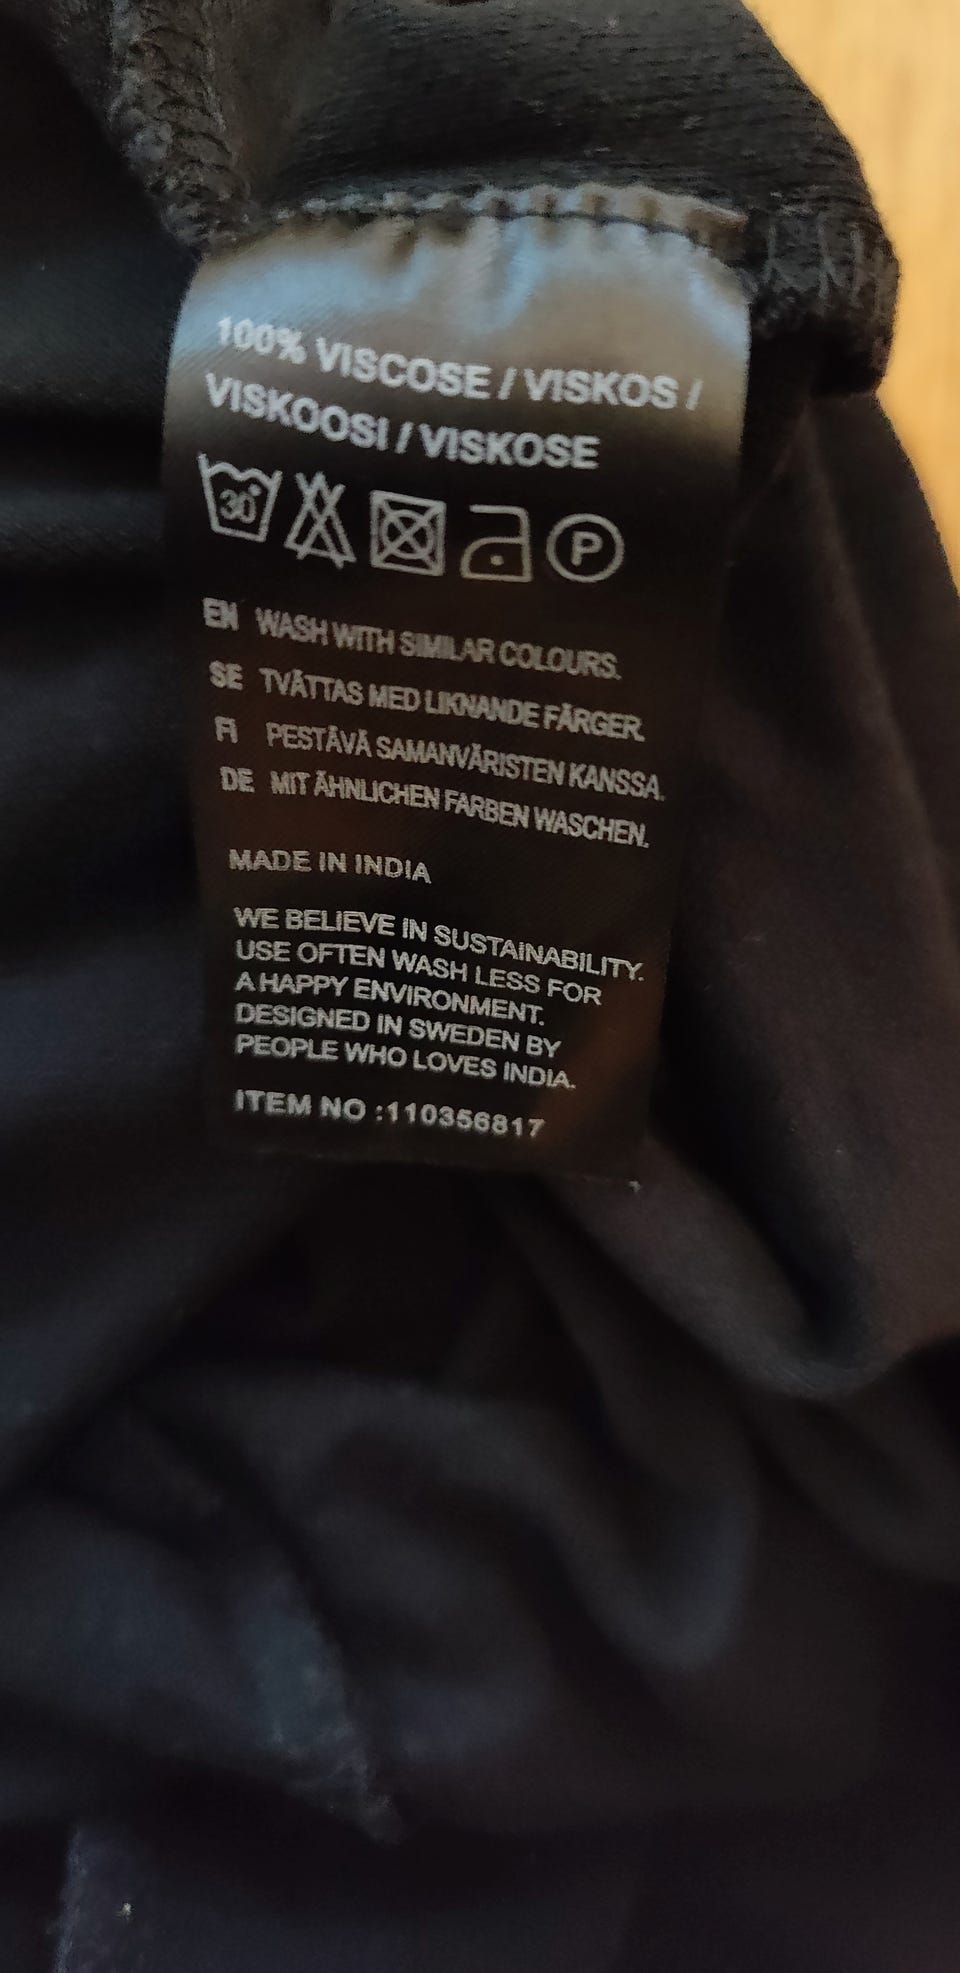 100% VISCOSE / VISKOS /
VISKOOSI / VISKOSE
30°
P
EN WASH WITH SIMILAR COLOURS.
SE TVÄTTAS MED LIKNANDE FÄRGER.
FI PESTÄVÄ SAMANVÄRISTEN KANSSA.
DE MIT ÄHNLICHEN FARBEN WASCHEN.
MADE IN INDIA
WE BELIEVE IN SUSTAINABILITY.
USE OFTEN WASH LESS FOR
A HAPPY ENVIRONMENT.
DESIGNED IN SWEDEN BY
PEOPLE WHO LOVES INDIA.
ITEM NO :110356817